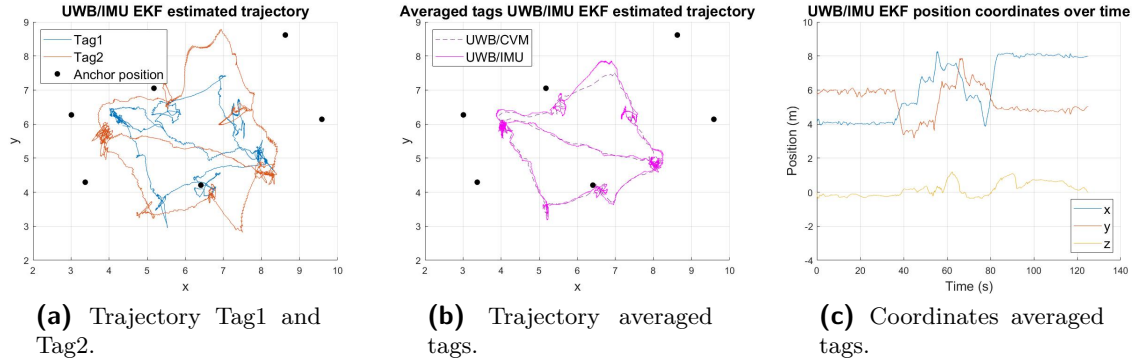 UWB/IMU EKF estimated trajectory
9
8
7
6
5
4
3
2
y
2 3 4 5 6 7 8 9 10
x
Tag1
Tag2
Anchor position
(a) Trajectory Tag1 and
Tag2.
Averaged tags UWB/IMU EKF estimated trajectory
9
8
7
6
5
4
3
2
y
2 3 4 5 6 7 8 9 10
x
UWB/CVM
UWB/IMU
(b) Trajectory averaged
tags.
UWB/IMU EKF position coordinates over time
10
8
6
4
2
0
-2
-4
Position (m)
0 20 40 60 80 100 120 140
Time (s)
x
y
z
(c) Coordinates averaged
tags.